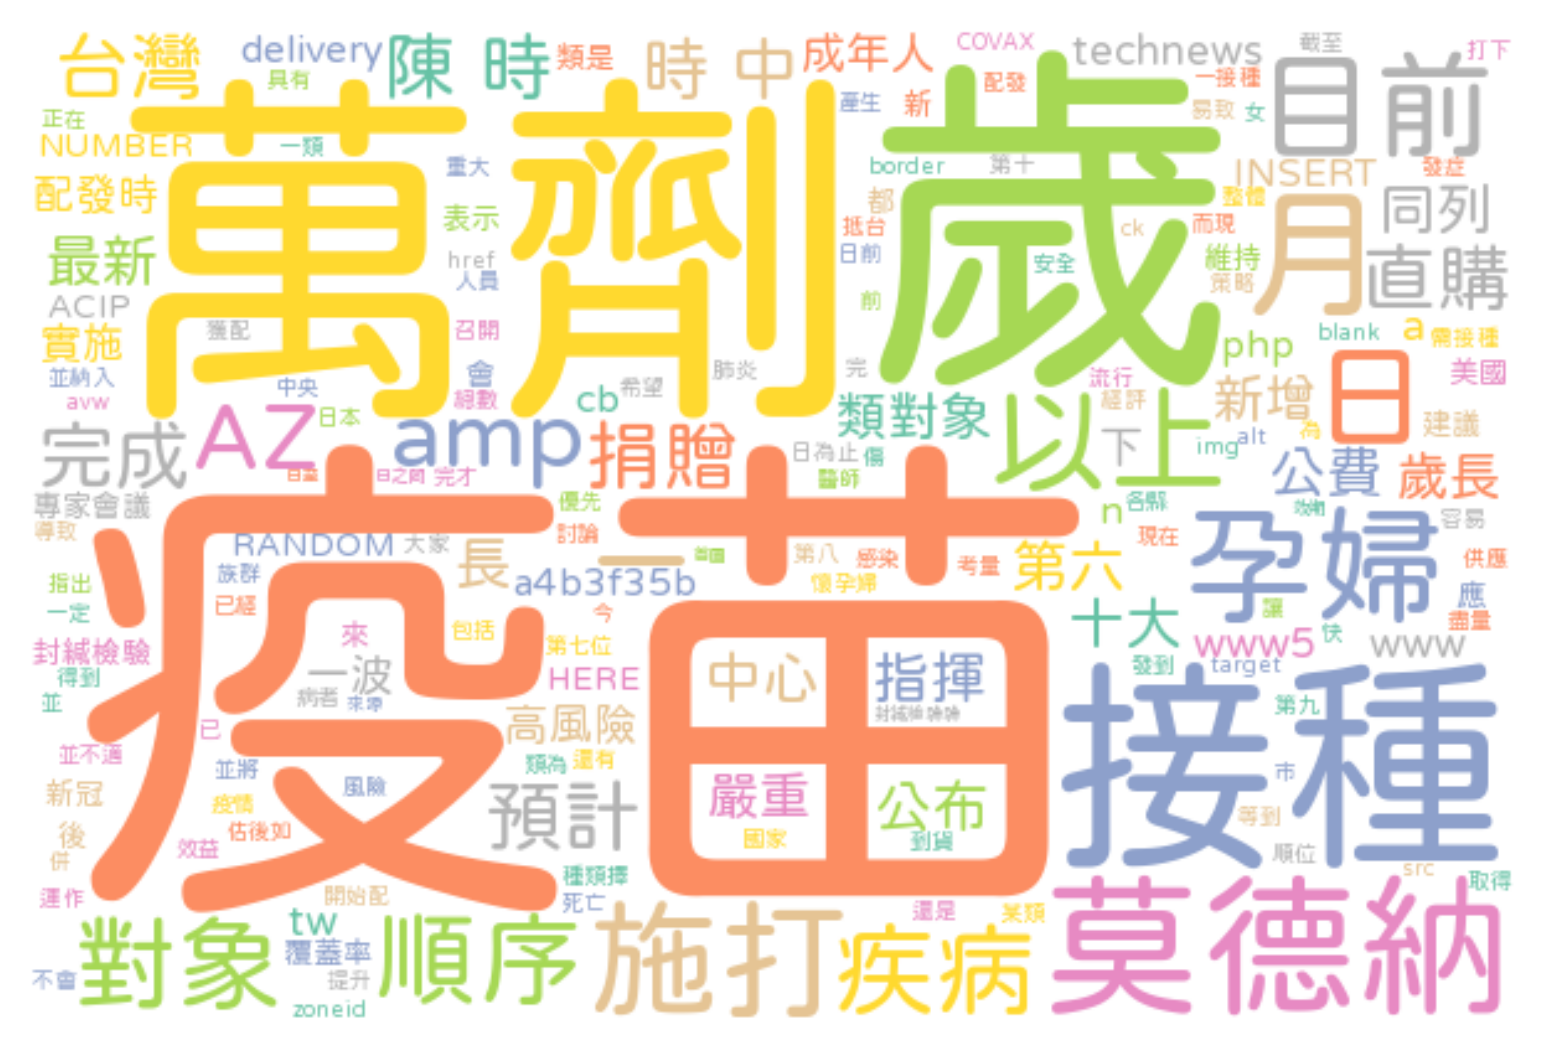 台灣
delivery
陳 時
類是
時 中
成年人
COVAX
technews
截至
打下
具有
目前
配發
一接種
正在
萬劑
歲
產生
新
易致
女
NUMBER
一類
重大
border
第十
INSERT
發症
配發時
表示
都
抵台
ck
而現
整體
月
同列
最新
href
人員
日前
安全
維持
策略
直購
ACIP
獲配
召開
前
php
blank
a
需接種
實施
並納入
中央
會
希望
肺炎
完
流行
新增
日
美國
avw
AZ
日本
總數
cb
類對象
以上
經評
建議
完成
amp
捐贈
日為止
傷
下
img
alt
為
公費
歲長
日之間
完才
醫師
專家會議
疫苗
優先
n
各縣
容易
導致
RANDOM
大家
長
討論
一
第八
感染
考量
第六
現在
孕婦
供應
指出
族群
a4b3f35b
懷孕婦
應
一定
已經
今
十大
讓
盡量
封緘檢驗
來
包括
第七位
www5
快
www
得到
一波
HERE
中心
指揮
發到
target
並
病者
來源
接種
第九
已
高風險
並不適
並將
類為
還有
市
新冠
風險
預計
嚴重
公布
疫情
等到
後
估後如
國家
到貨
併
效益
順位
src
種類擇
取得
運作
開始配
死亡
還是
某類
莫德納
對象
tw
順序
施打
疾病
覆蓋率
不會
提升
zoneid